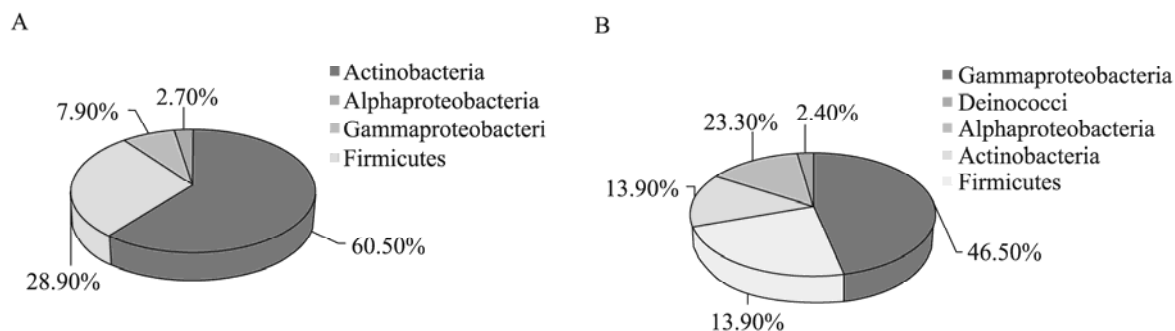 A
Actinobacteria
Alphaproteobacteria
Gammaproteobacteri
Firmicutes
7.90%
2.70%
28.90%
60.50%
B
Gammaproteobacteria
Deinococci
Alphaproteobacteria
Actinobacteria
Firmicutes
23.30%
2.40%
13.90%
46.50%
13.90%